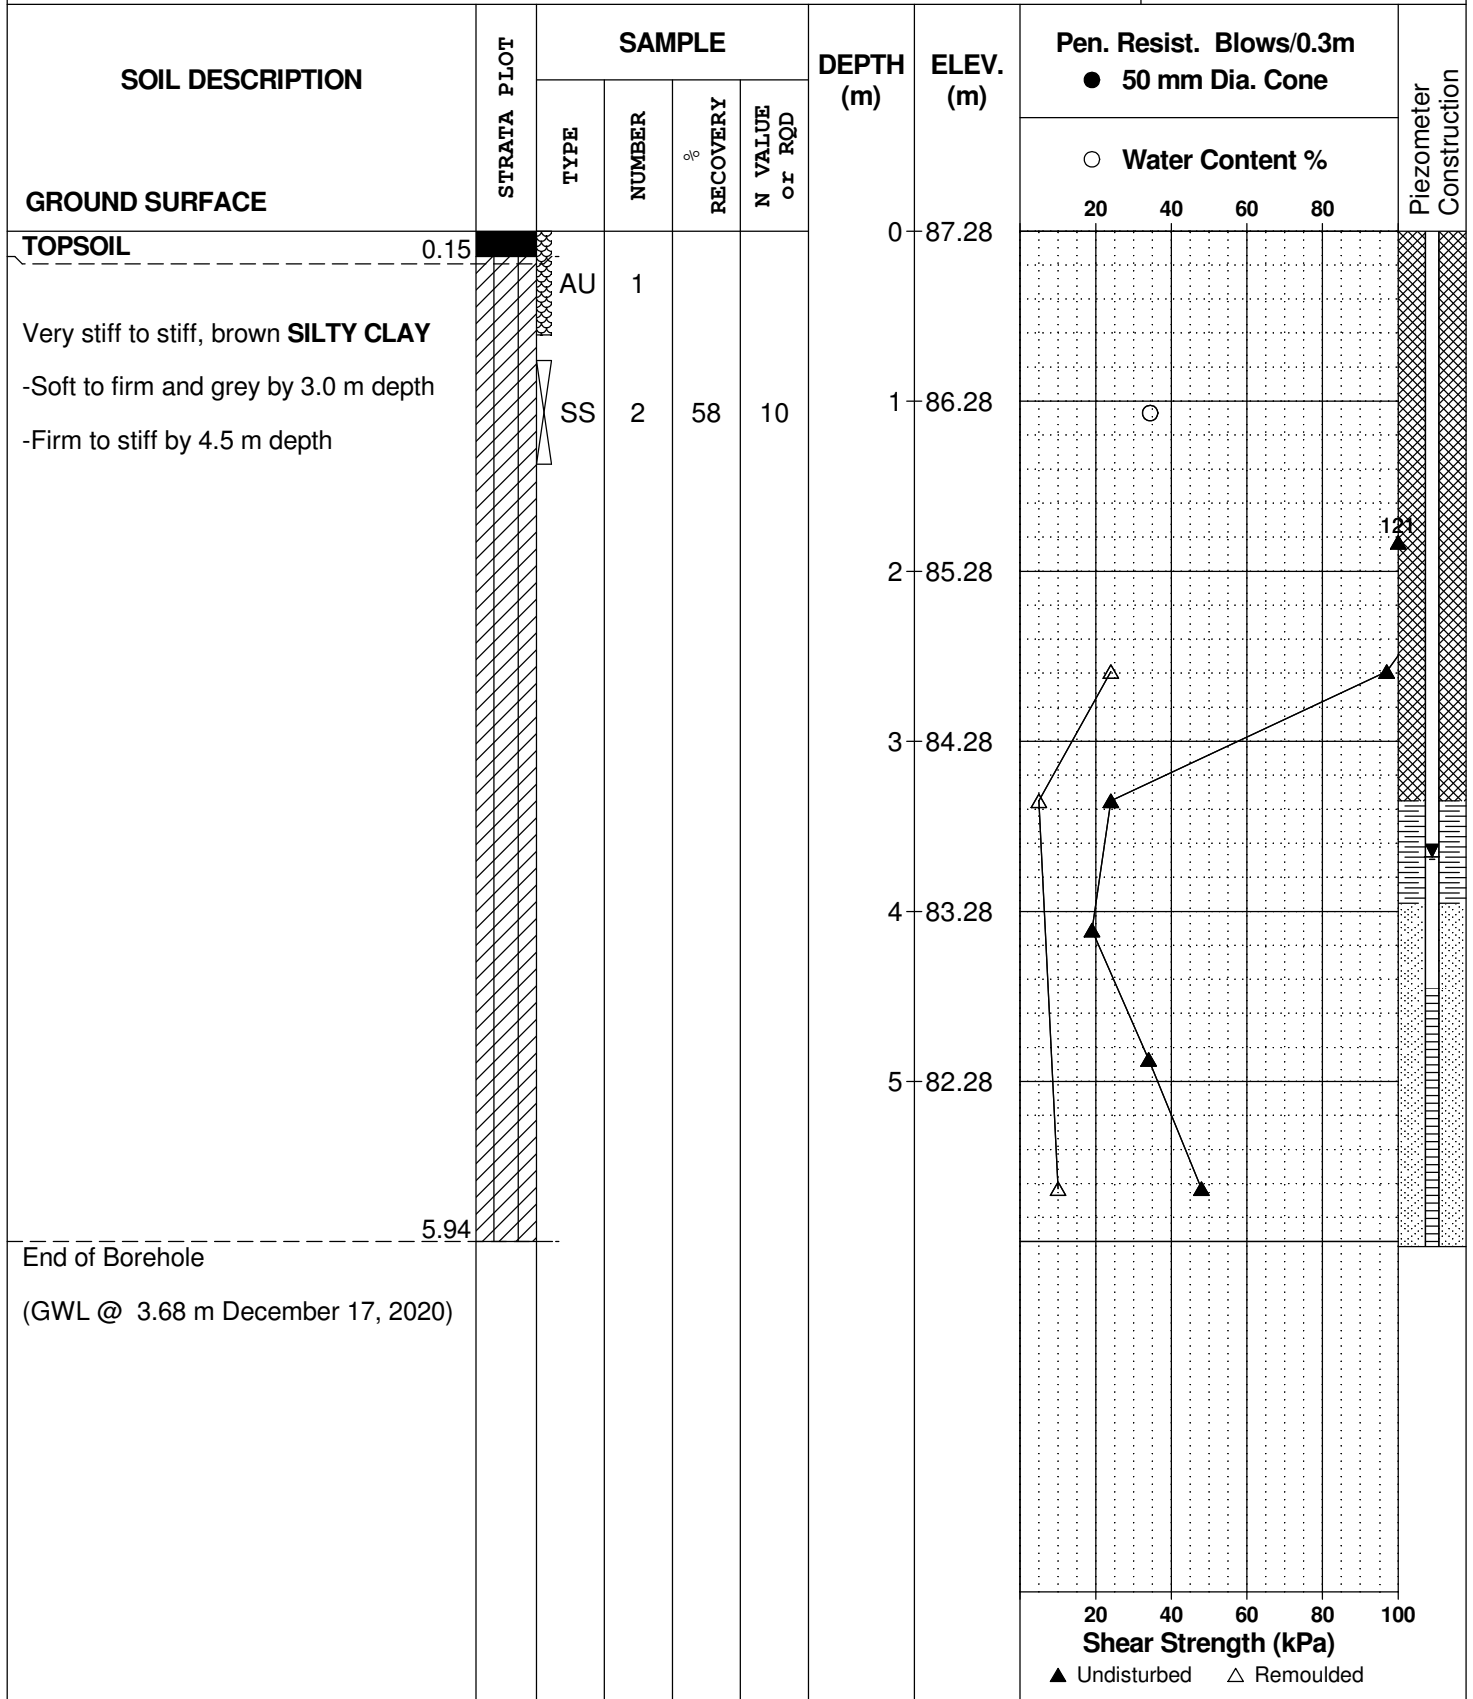 SOIL DESCRIPTION
GROUND SURFACE
STRATA PLOT
SAMPLE
TYPE
NUMBER
% RECOVERY
N VALUE or RQD
DEPTH (m)
ELEV. (m)
Pen. Resist. Blows/0.3m
● 50 mm Dia. Cone
○ Water Content %
20 40 60 80
Piezometer Construction
TOPSOIL 0.15
0 87.28
AU 1
Very stiff to stiff, brown SILTY CLAY
-Soft to firm and grey by 3.0 m depth
SS 2 58 10
1 86.28
-Firm to stiff by 4.5 m depth
121
2 85.28
3 84.28
4 83.28
5 82.28
5.94
End of Borehole
(GWL @ 3.68 m December 17, 2020)
20 40 60 80 100
Shear Strength (kPa)
▲ Undisturbed △ Remoulded